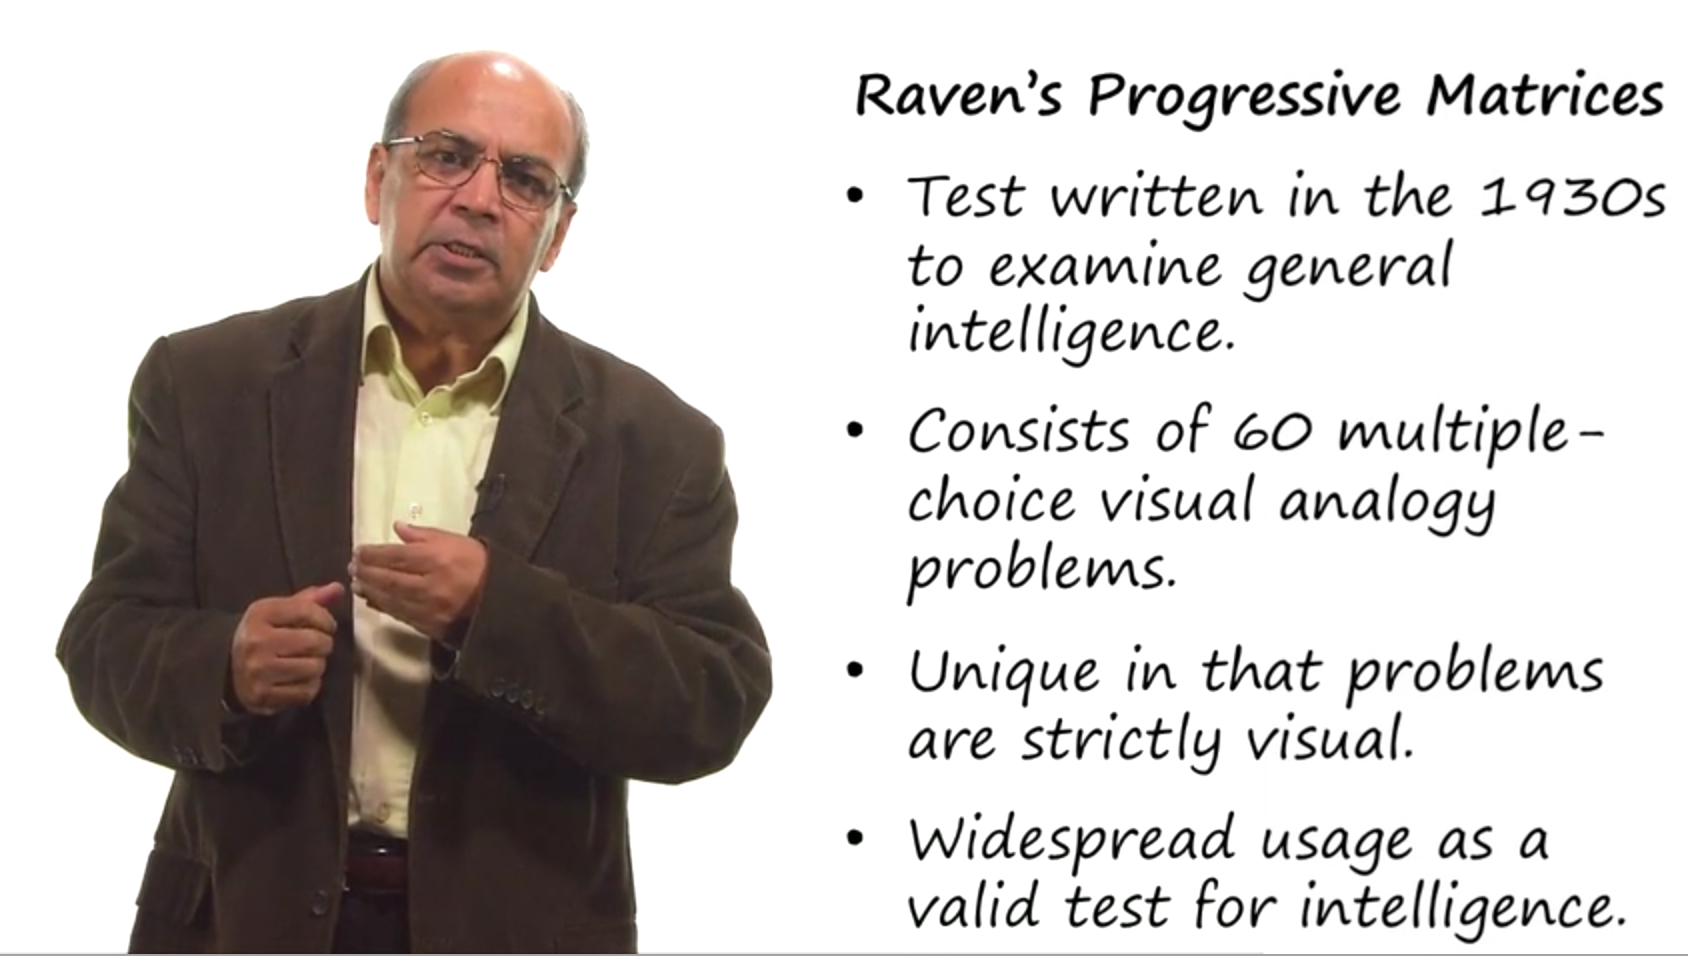 Raven's Progressive Matrices
• Test written in the 1930s
to examine general
intelligence.
• Consists of 60 multiple-
choice visual analogy
problems.
• Unique in that problems
are strictly visual.
• Widespread usage as a
valid test for intelligence.